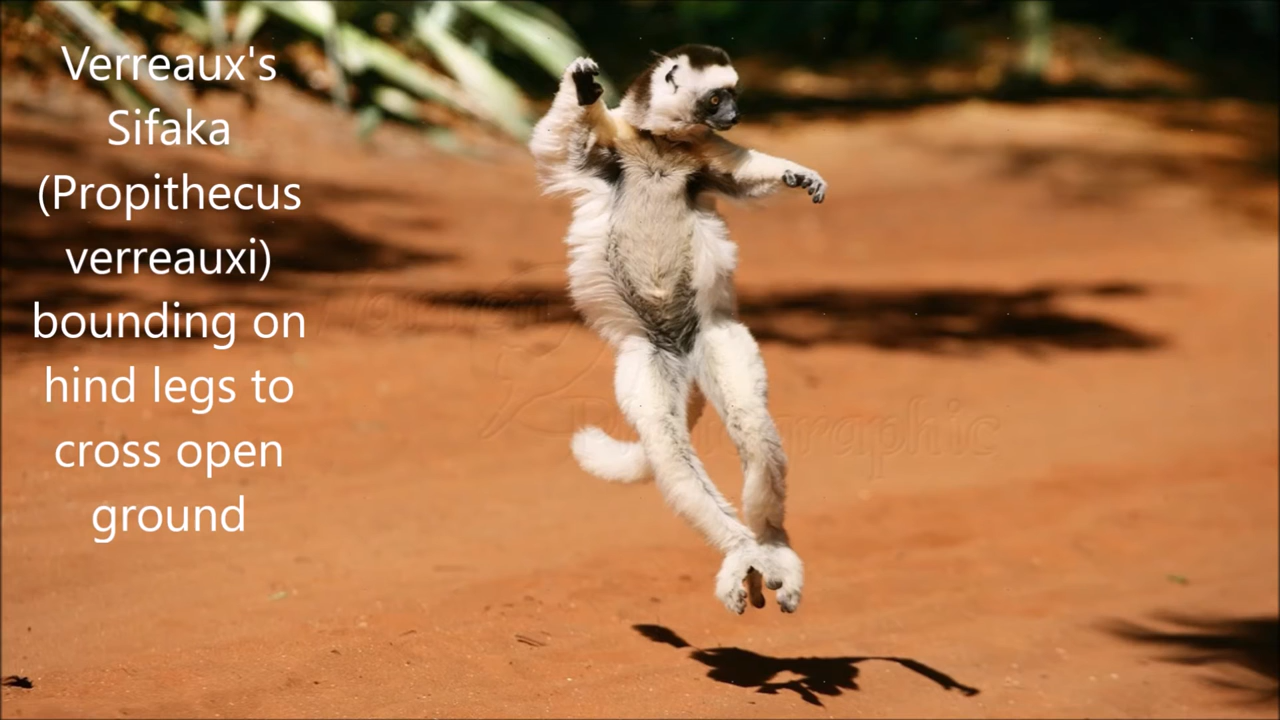 Verreaux's
Sifaka
(Propithecus
verreauxi)
bounding on
hind legs to
cross open
ground